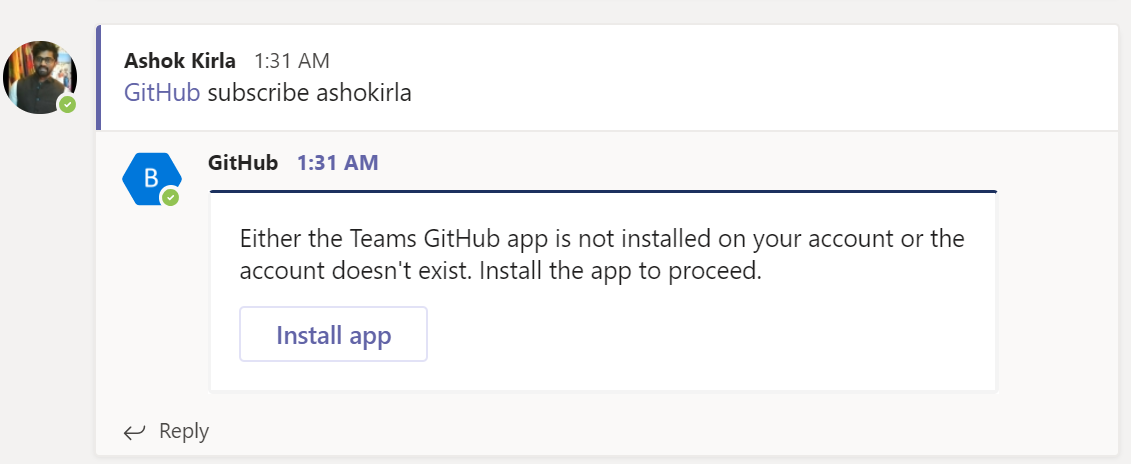 Ashok Kirla 1:31 AM
GitHub subscribe ashokirla
GitHub 1:31 AM
B
Either the Teams GitHub app is not installed on your account or the
account doesn't exist. Install the app to proceed.
Install app
Reply